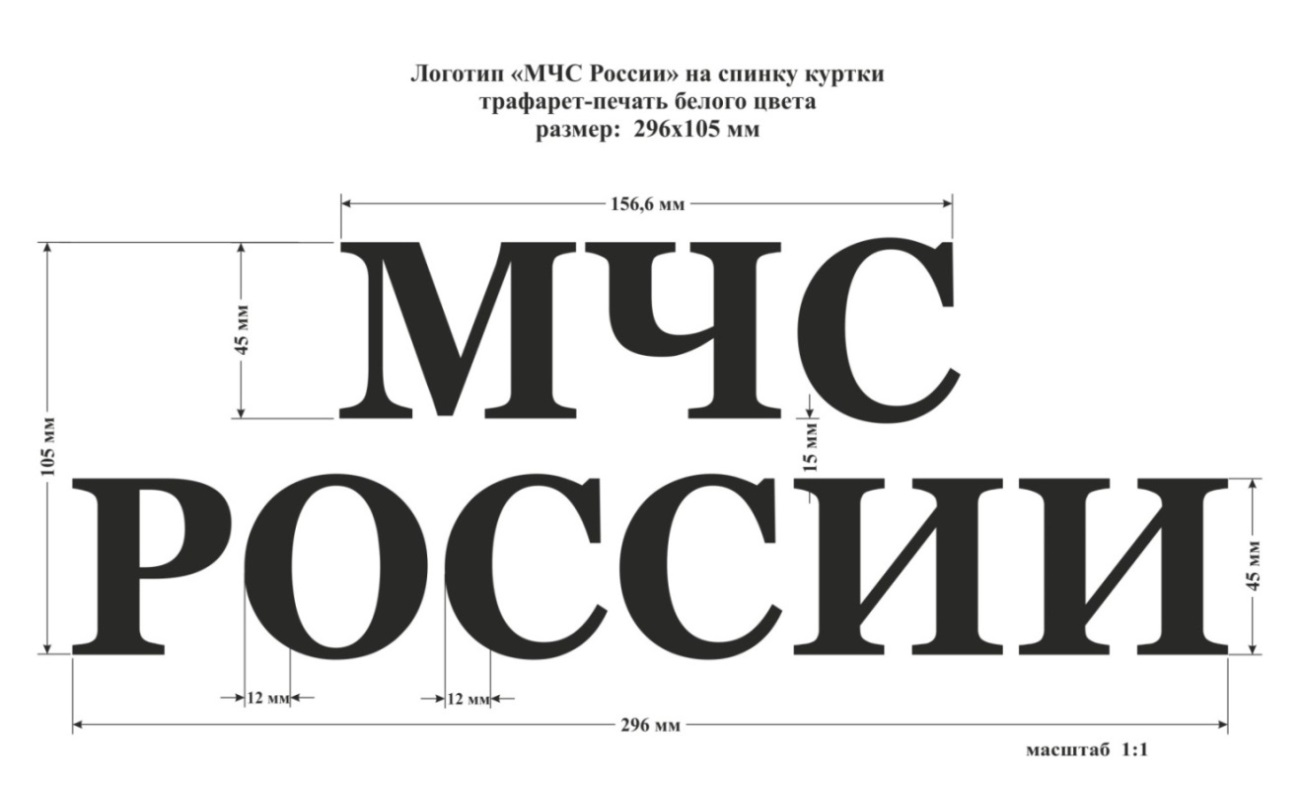 Логотип «МЧС России» на спинку куртки
трафарет-печать белого цвета
размер: 296х105 мм
156,6 мм
МЧС
45 мм
105 мм
15 мм
РОССИИ
45 мм
12 мм
12 мм
296 мм
масштаб 1:1